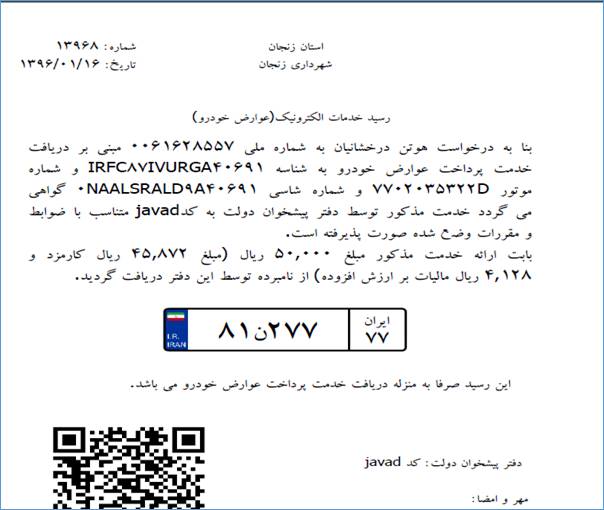 استان زنجان
شماره: ۱۳۹۶۸
شهرداری زنجان
تاریخ: ۱۳۹۶/۰۱/۱۶
رسید خدمات الکترونیک(عوارض خودرو)
بنا به درخواست هوتن درخشانیان به شماره ملی ۰۰۶۱۶۲۸۵۵۷ مبنی بر دریافت
خدمت پرداخت عوارض خودرو به شناسه IRFC۸۷IVURGA۴۰۶۹۱ و شماره
موتور ۷۷۰۲۰۳۵۳۲۲D و شماره شاسی ۰NAALSRALD۹A۴۰۶۹۱ گواهی
می گردد خدمت مذکور توسط دفتر پیشخوان دولت به کدjavad متناسب با ضوابط
و مقررات وضع شده صورت پذیرفته است.
بابت ارائه خدمت مذکور مبلغ ۵۰,۰۰۰ ریال (مبلغ ۴۵,۸۷۲ ریال کارمزد و
۴,۱۲۸ ریال مالیات بر ارزش افزوده) از نامبرده توسط این دفتر دریافت گردید.
ایران
۷۷
۸۱ن۲۷۷
I.R.
IRAN
این رسید صرفا به منزله دریافت خدمت پرداخت عوارض خودرو می باشد.
دفتر پیشخوان دولت: کد javad
مهر و امضا: